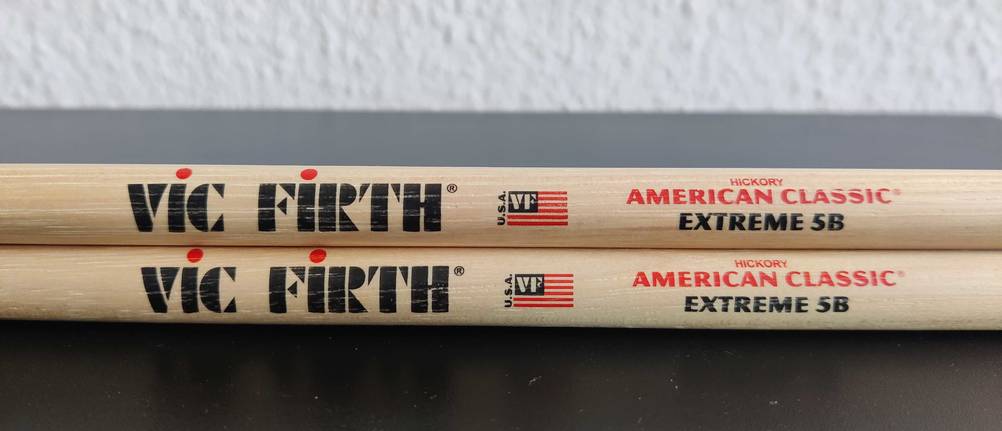 VIC FIRTH®
U.S.A.
VF
HICKORY
AMERICAN CLASSIC®
EXTREME 5B
VIC FIRTH®
U.S.A.
VF
HICKORY
AMERICAN CLASSIC®
EXTREME 5B